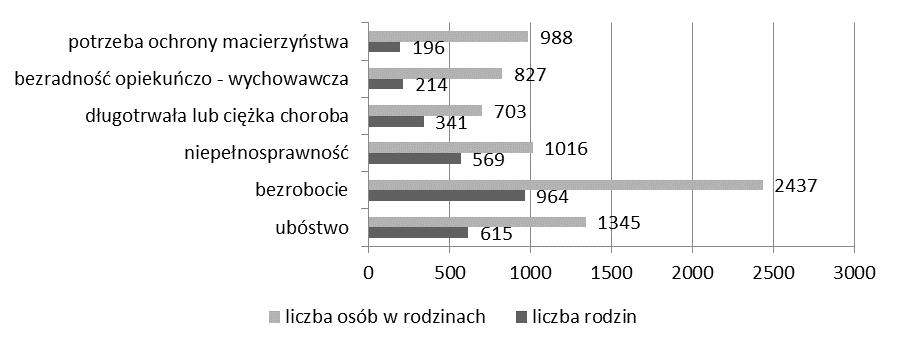 potrzeba ochrony macierzyństwa 988
196
bezradność opiekuńczo - wychowawcza 827
214
długotrwała lub ciężka choroba 703
341
niepełnosprawność 1016
569
bezrobocie 2437
964
ubóstwo 1345
615
0 500 1000 1500 2000 2500 3000
liczba osób w rodzinach liczba rodzin